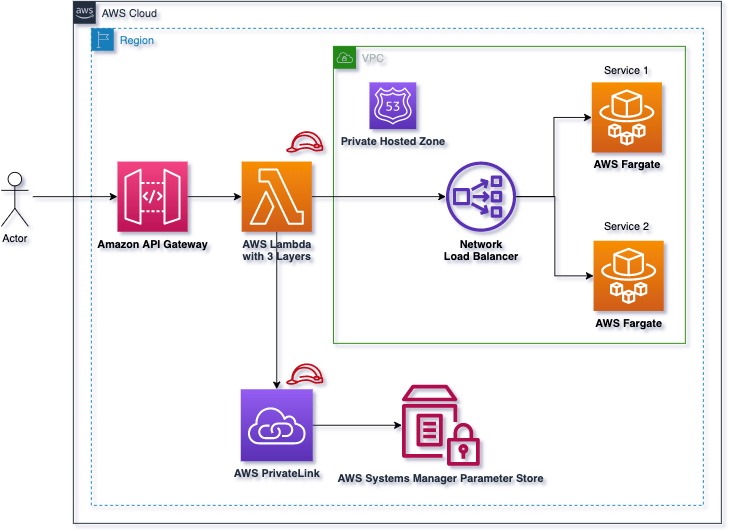 aws
AWS Cloud
Region
VPC
53
Private Hosted Zone
Service 1
AWS Fargate
</>
Amazon API Gateway
AWS Lambda
with 3 Layers
Network
Load Balancer
Service 2
AWS Fargate
Actor
AWS PrivateLink
AWS Systems Manager Parameter Store